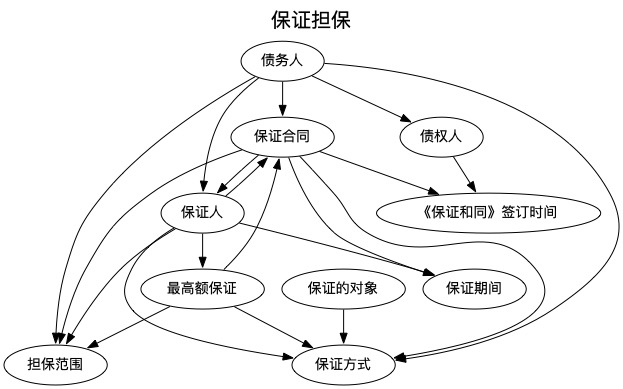 保证担保
债务人
保证合同
债权人
保证人
《保证和同》签订时间
最高额保证
保证的对象
保证期间
担保范围
保证方式